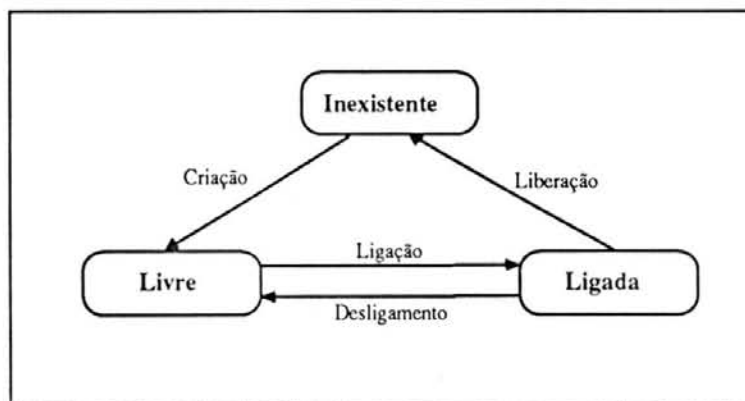 Inexistente
Criação
Liberação
Ligação
Livre
Ligada
Desligamento